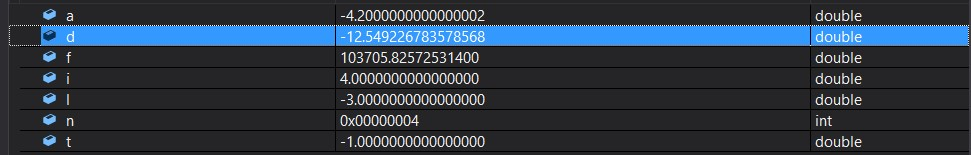 a -4.2000000000000002 double
d -12.549226783578568 double
f 103705.82572531400 double
i 4.0000000000000000 double
l -3.0000000000000000 double
n 0x00000004 int
t -1.0000000000000000 double